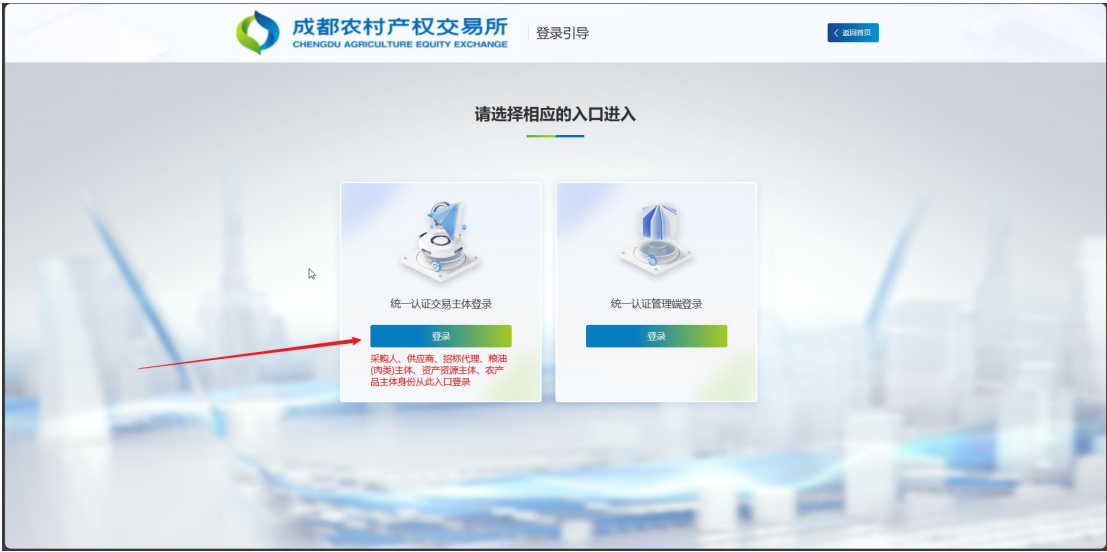 成都农村产权交易所
CHENGDU AGRICULTURE EQUITY EXCHANGE
登录引导
< 返回首页
请选择相应的入口进入
统一认证交易主体登录
登录
采购人、供应商、招标代理、粮油
(肉类)主体、资产资源主体、农产
品主体身份从此入口登录
统一认证管理端登录
登录